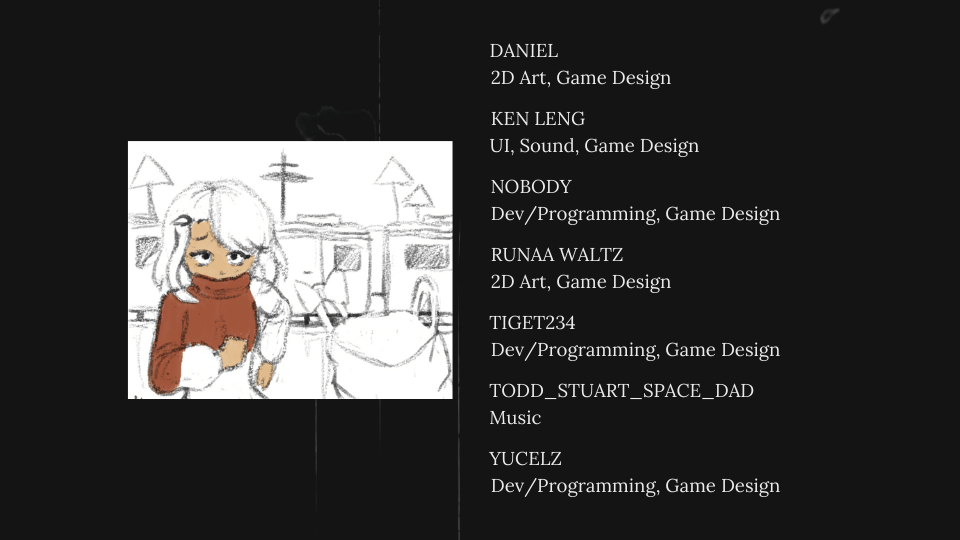 DANIEL
2D Art, Game Design
KEN LENG
UI, Sound, Game Design
NOBODY
Dev/Programming, Game Design
RUNAA WALTZ
2D Art, Game Design
TIGET234
Dev/Programming, Game Design
TODD_STUART_SPACE_DAD
Music
YUCELZ
Dev/Programming, Game Design